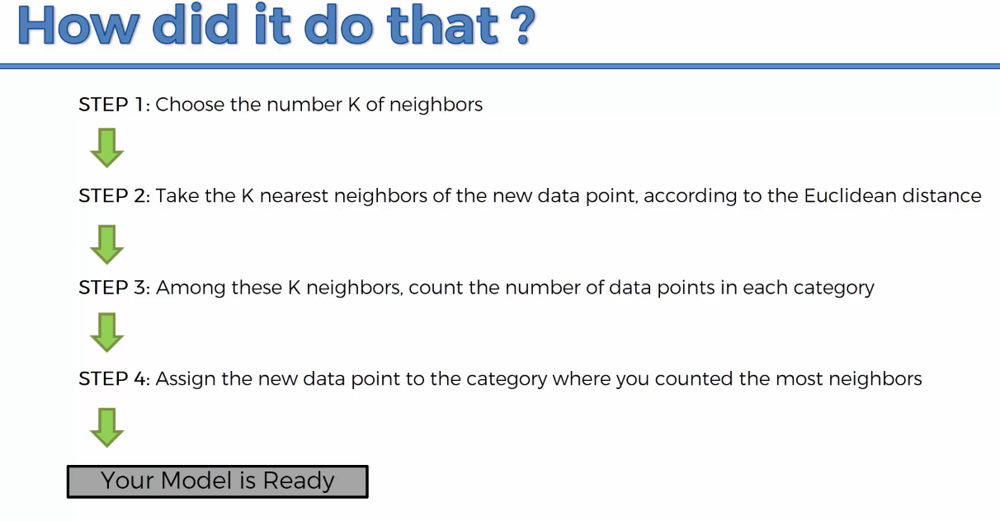 How did it do that ?
STEP 1: Choose the number K of neighbors
STEP 2: Take the K nearest neighbors of the new data point, according to the Euclidean distance
STEP 3: Among these K neighbors, count the number of data points in each category
STEP 4: Assign the new data point to the category where you counted the most neighbors
Your Model is Ready